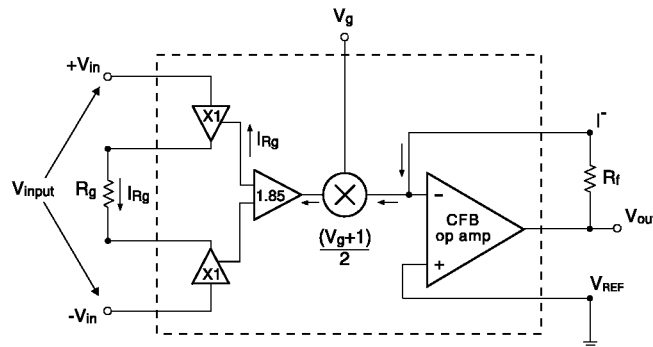 Vg
+Vin
X1
IRg
I-
Vinput
Rg
IRg
1.85
X
Rf
(Vg+1)
2
-
CFB
op amp
+
Vout
VREF
X1
-Vin